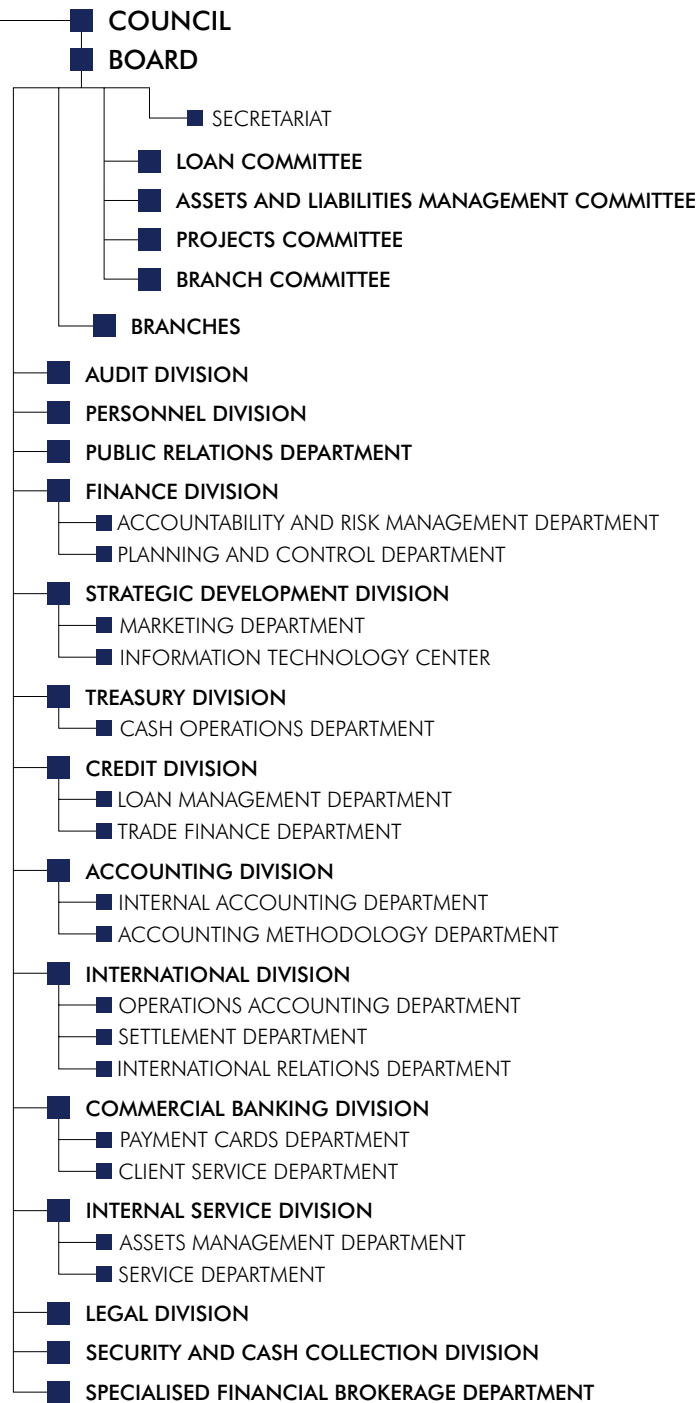 COUNCIL
BOARD
SECRETARIAT
LOAN COMMITTEE
ASSETS AND LIABILITIES MANAGEMENT COMMITTEE
PROJECTS COMMITTEE
BRANCH COMMITTEE
BRANCHES
AUDIT DIVISION
PERSONNEL DIVISION
PUBLIC RELATIONS DEPARTMENT
FINANCE DIVISION
ACCOUNTABILITY AND RISK MANAGEMENT DEPARTMENT
PLANNING AND CONTROL DEPARTMENT
STRATEGIC DEVELOPMENT DIVISION
MARKETING DEPARTMENT
INFORMATION TECHNOLOGY CENTER
TREASURY DIVISION
CASH OPERATIONS DEPARTMENT
CREDIT DIVISION
LOAN MANAGEMENT DEPARTMENT
TRADE FINANCE DEPARTMENT
ACCOUNTING DIVISION
INTERNAL ACCOUNTING DEPARTMENT
ACCOUNTING METHODOLOGY DEPARTMENT
INTERNATIONAL DIVISION
OPERATIONS ACCOUNTING DEPARTMENT
SETTLEMENT DEPARTMENT
INTERNATIONAL RELATIONS DEPARTMENT
COMMERCIAL BANKING DIVISION
PAYMENT CARDS DEPARTMENT
CLIENT SERVICE DEPARTMENT
INTERNAL SERVICE DIVISION
ASSETS MANAGEMENT DEPARTMENT
SERVICE DEPARTMENT
LEGAL DIVISION
SECURITY AND CASH COLLECTION DIVISION
SPECIALISED FINANCIAL BROKERAGE DEPARTMENT